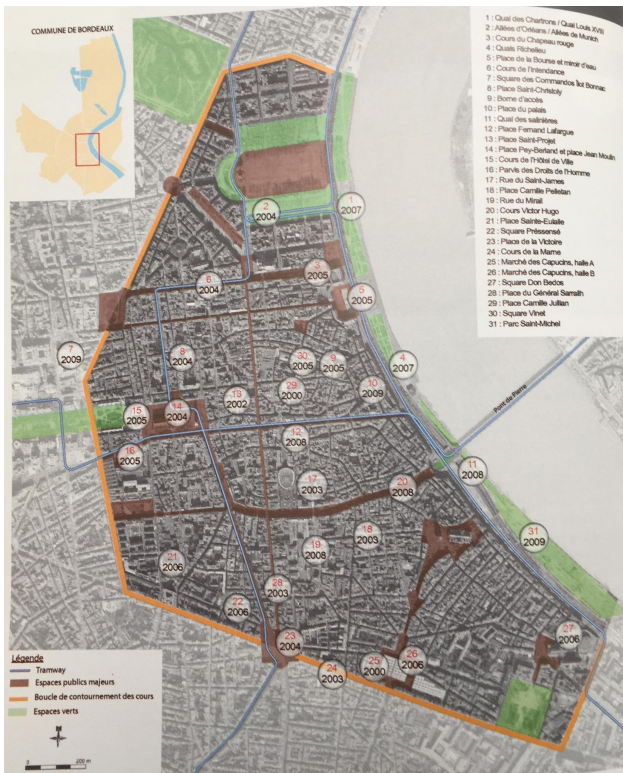 COMMUNE DE BORDEAUX
1 : Quai des Chartrons / Quai Louis XVIII
2 : Allées d'Orléans / Allées de Munich
3 : Cours du Chapeau rouge
4 : Quais Richelieu
5 : Place de la Bourse et miroir d'eau
6 : Cours de l'Intendance
7 : Square des Commandos Îlot Bonnac
8 : Place Saint-Christoly
9 : Borne d'accès
10 : Place du palais
11 : Quai des salinières
12 : Place Fernand Lafargue
13 : Place Saint-Projet
14 : Place Pey-Berland et place Jean Moulin
15 : Cours de l'Hôtel de Ville
16 : Parvis des Droits de l'Homme
17 : Rue du Saint-James
18 : Place Camille Pelletan
19 : Rue du Mirail
20 : Cours Victor Hugo
21 : Place Sainte-Eulalie
22 : Square Préssensé
23 : Place de la Victoire
24 : Cours de la Marne
25 : Marché des Capucins, halle A
26 : Marché des Capucins, halle B
27 : Square Don Bedos
28 : Place du Général Sarrailh
29 : Place Camille Jullian
30 : Square Vinet
31 : Parc Saint-Michel
1
2007
2
2004
3
2005
6
2004
5
2005
7
2009
8
2004
30
2005
9
2005
4
2007
29
2000
10
2009
13
2002
15
2005
14
2004
Pont de Pierre
12
2008
16
2005
11
2008
17
2003
20
2008
18
2003
31
2009
19
2008
21
2006
28
2003
22
2006
23
2004
27
2006
24
2003
25
2000
26
2006
Légende
Tramway
Espaces publics majeurs
Boucle de contournement des cours
Espaces verts
0
200 m